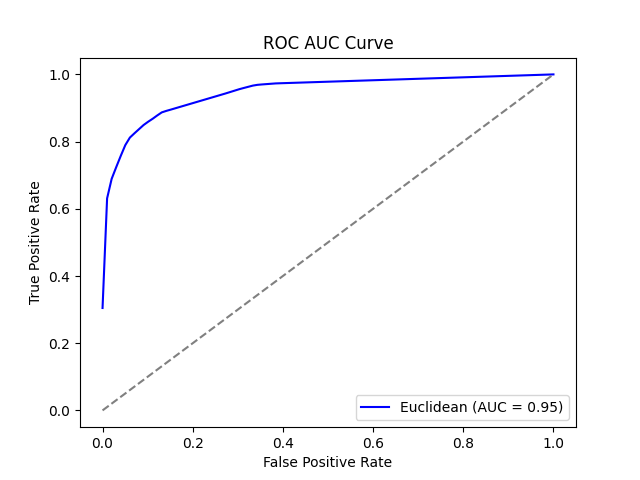 ROC AUC Curve
True Positive Rate
1.0
0.8
0.6
0.4
0.2
0.0
Euclidean (AUC = 0.95)
0.0 0.2 0.4 0.6 0.8 1.0
False Positive Rate